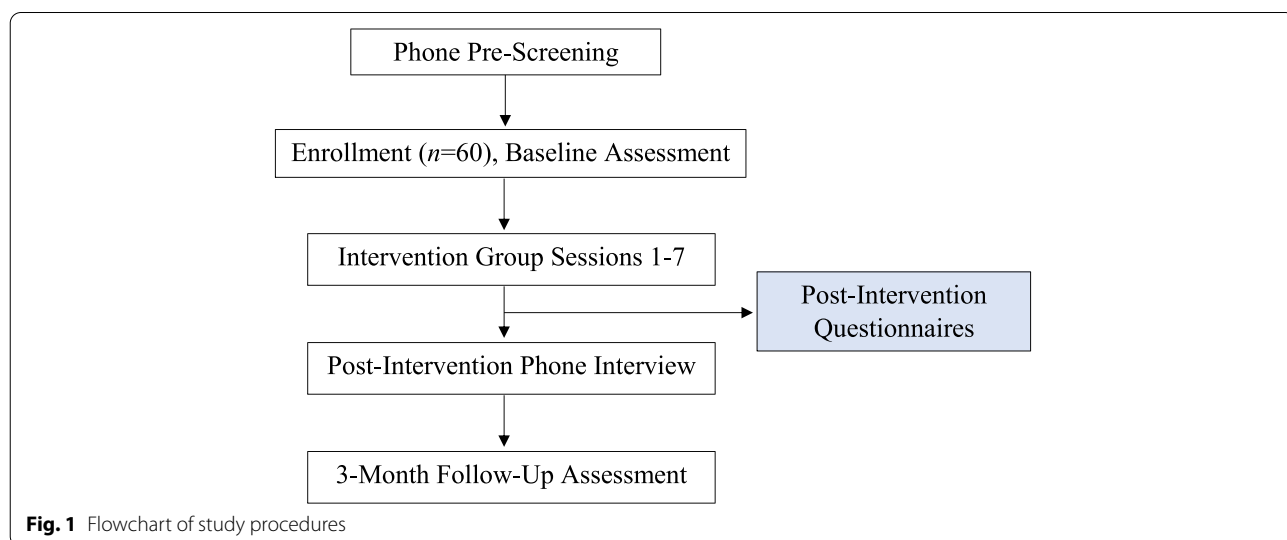 Phone Pre-Screening
Enrollment (n=60), Baseline Assessment
Intervention Group Sessions 1-7
Post-Intervention
Questionnaires
Post-Intervention Phone Interview
3-Month Follow-Up Assessment
Fig. 1 Flowchart of study procedures